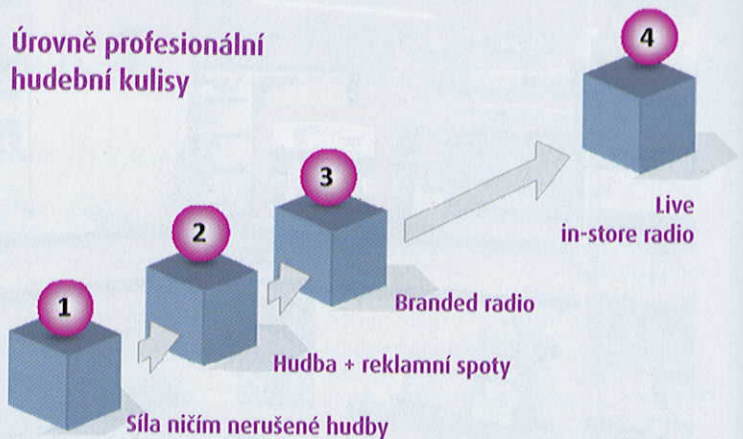 Úrovně profesionální
hudební kulisy
4
Live
in-store radio
3
Branded radio
2
Hudba + reklamní spoty
1
Síla ničím nerušené hudby